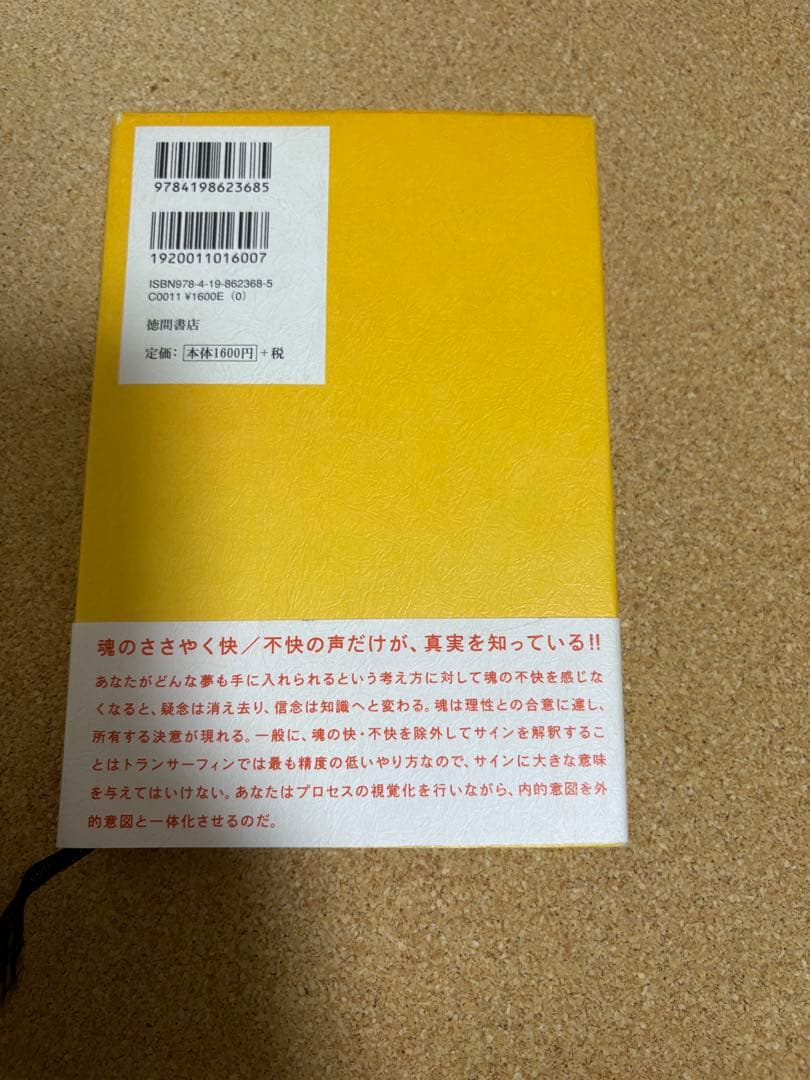 9784198623685
1920011016007
ISBN978-4-19-862368-5
C0011 ¥1600E (0)
徳間書店
定価: 本体1600円 +税
魂のささやく快/不快の声だけが、真実を知っている!!
あなたがどんな夢も手に入れられるという考え方に対して魂の不快を感じな
くなると、疑念は消え去り、信念は知識へと変わる。魂は理性との合意に達し、
所有する決意が現れる。一般に、魂の快・不快を除外してサインを解釈するこ
とはトランサーフィンでは最も精度の低いやり方なので、サインに大きな意味
を与えてはいけない。あなたはプロセスの視覚化を行いながら、内的意図を外
的意図と一体化させるのだ。